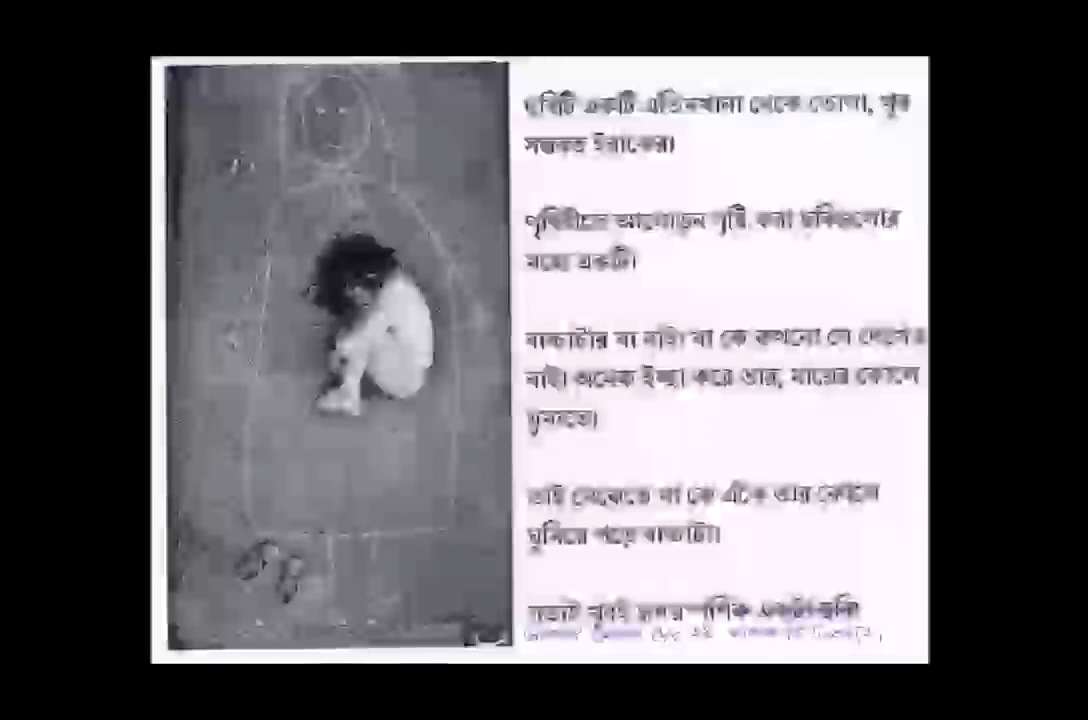 ছবিটি একটি এতিমখানা থেকে তোলা, খুব
সম্ভবত ইরাকের।
পৃথিবীতে আলোড়ন সৃষ্টি করা ছবিগুলোর
মধ্যে একটি।
বাচ্চাটার মা নাই। মা কে কখনো সে দেখেও
নাই। অনেক ইচ্ছা করে তার, মায়ের কোলে
ঘুমাতে।
তাই মেঝেতে মা কে এঁকে তার কোলে
ঘুমিয়ে পড়ে বাচ্চাটা।
সত্যিই খুবই হৃদয়স্পর্শিক একটা ছবি